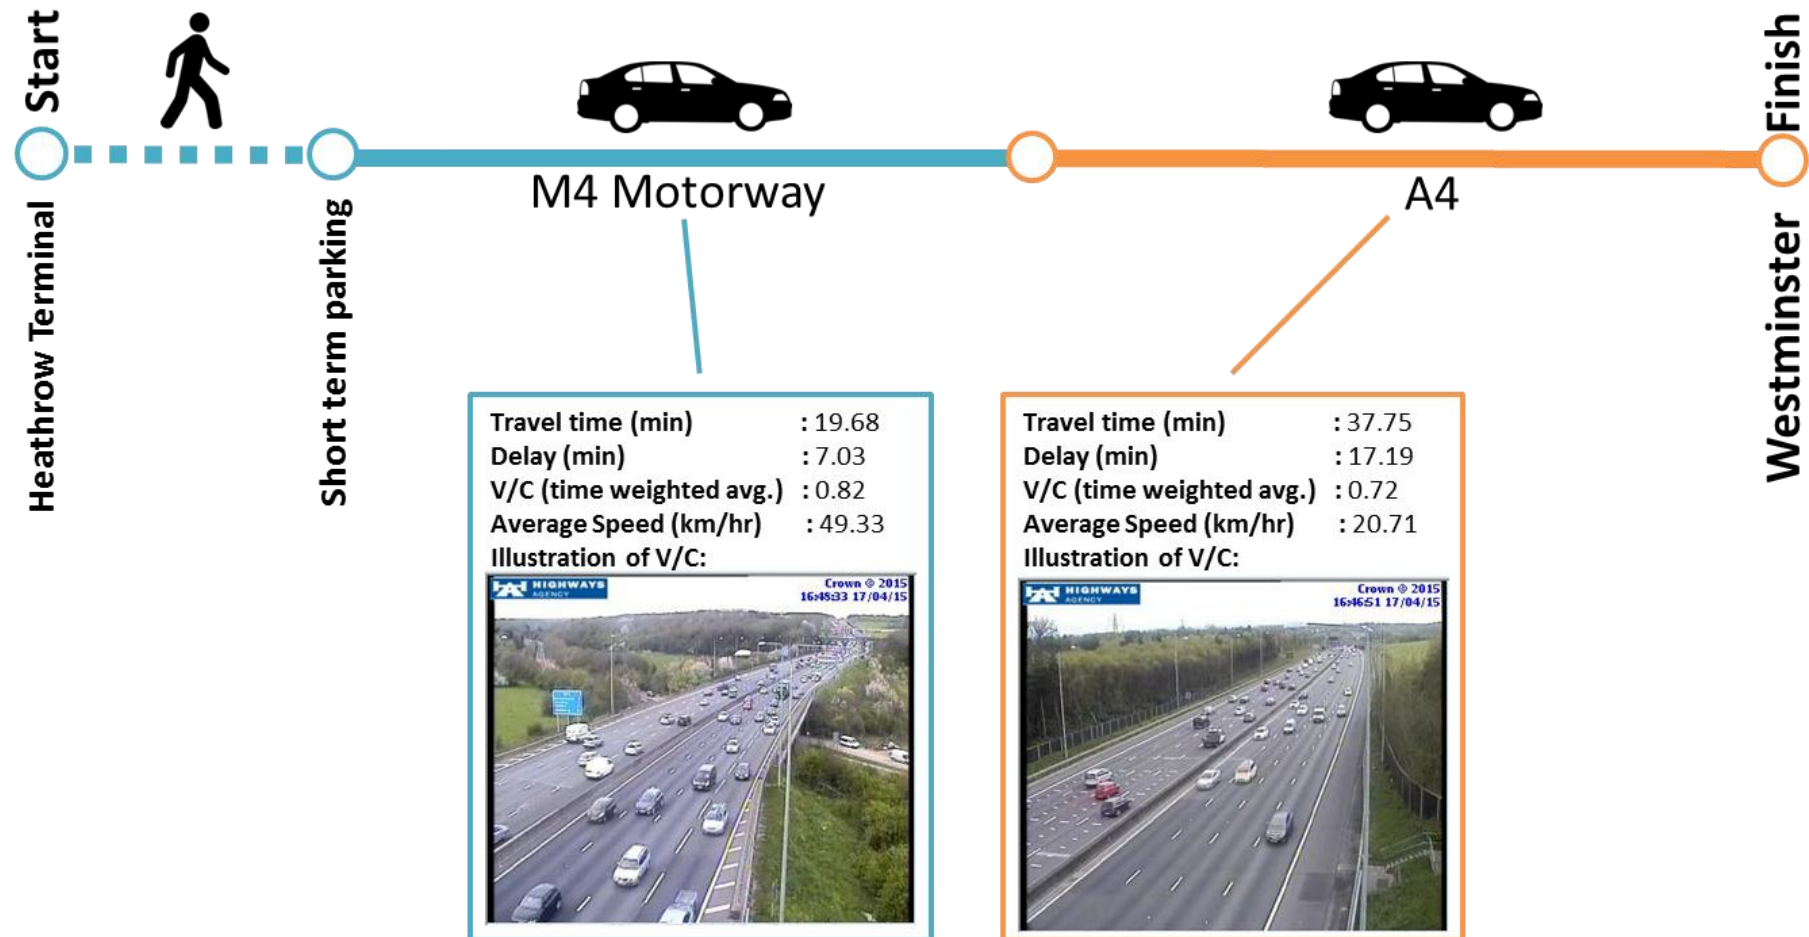 Start
Heathrow Terminal
Short term parking
M4 Motorway
A4
Finish
Westminster
Travel time (min) : 19.68
Delay (min) : 7.03
V/C (time weighted avg.) : 0.82
Average Speed (km/hr) : 49.33
Illustration of V/C:
HIGHWAYS
AGENCY
Crown © 2015
16:48:33 17/04/15
Travel time (min) : 37.75
Delay (min) : 17.19
V/C (time weighted avg.) : 0.72
Average Speed (km/hr) : 20.71
Illustration of V/C:
HIGHWAYS
AGENCY
Crown © 2015
16:46:51 17/04/15